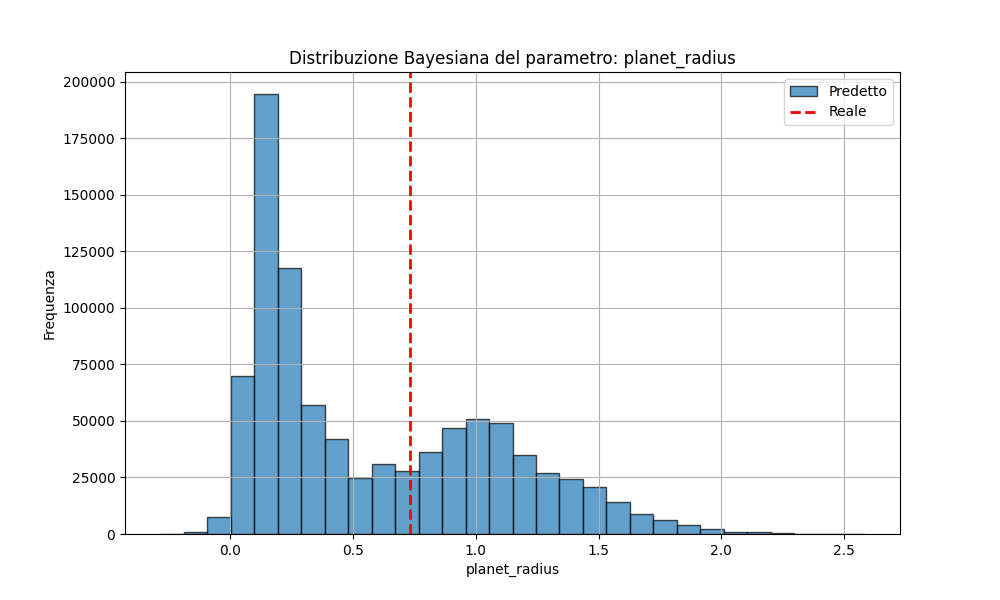 Distribuzione Bayesiana del parametro: planet_radius
200000
175000
150000
125000
100000
75000
50000
25000
0
Frequenza
Predetto
Reale
0.0 0.5 1.0 1.5 2.0 2.5
planet_radius